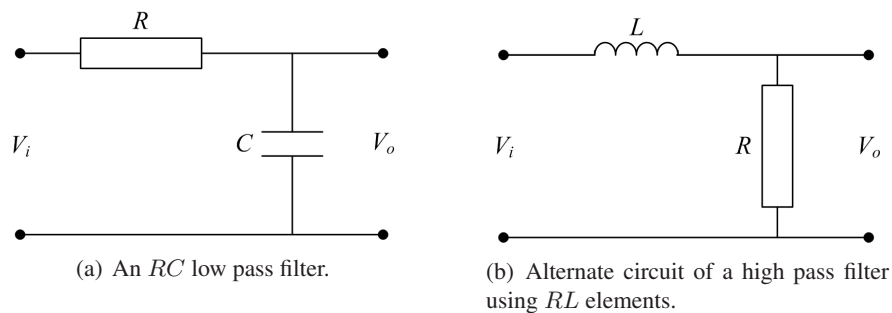 R
C
V_i
V_o
(a) An RC low pass filter.
L
R
V_i
V_o
(b) Alternate circuit of a high pass filter
using RL elements.